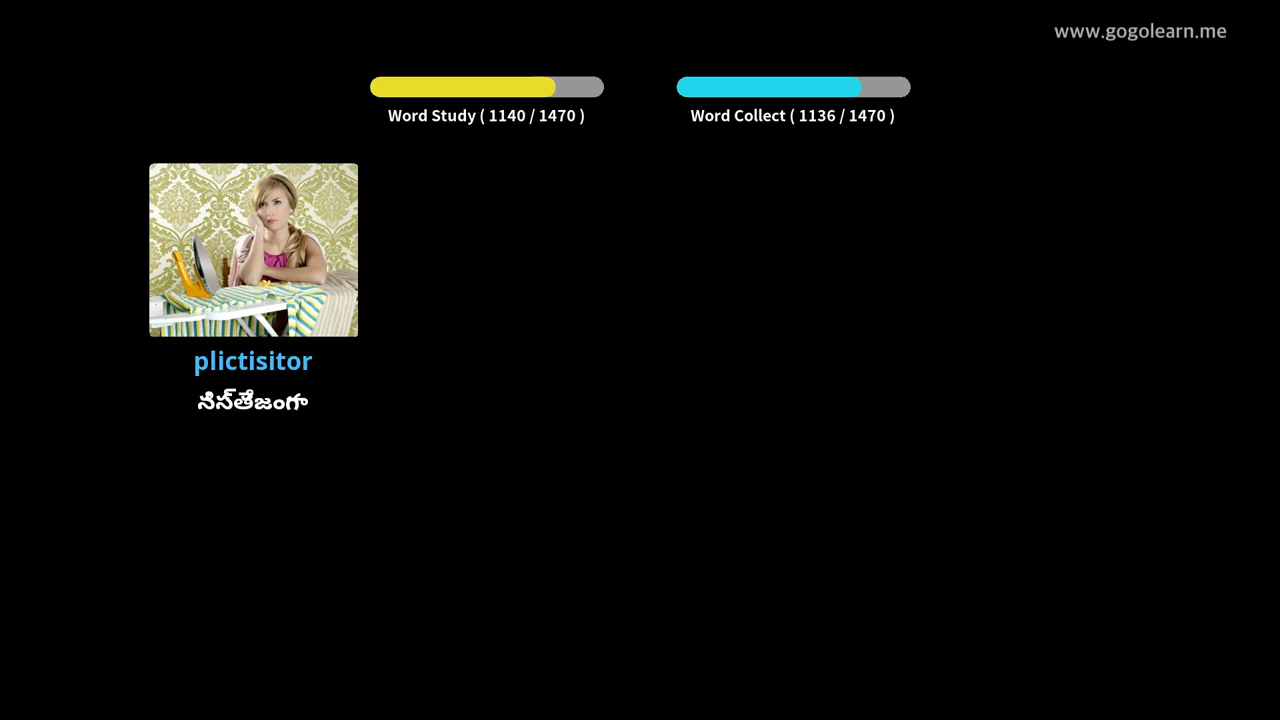 www.gogolearn.me
Word Study ( 1140 / 1470 )
Word Collect ( 1136 / 1470 )
plictisitor
నిస్‌తేజంగా